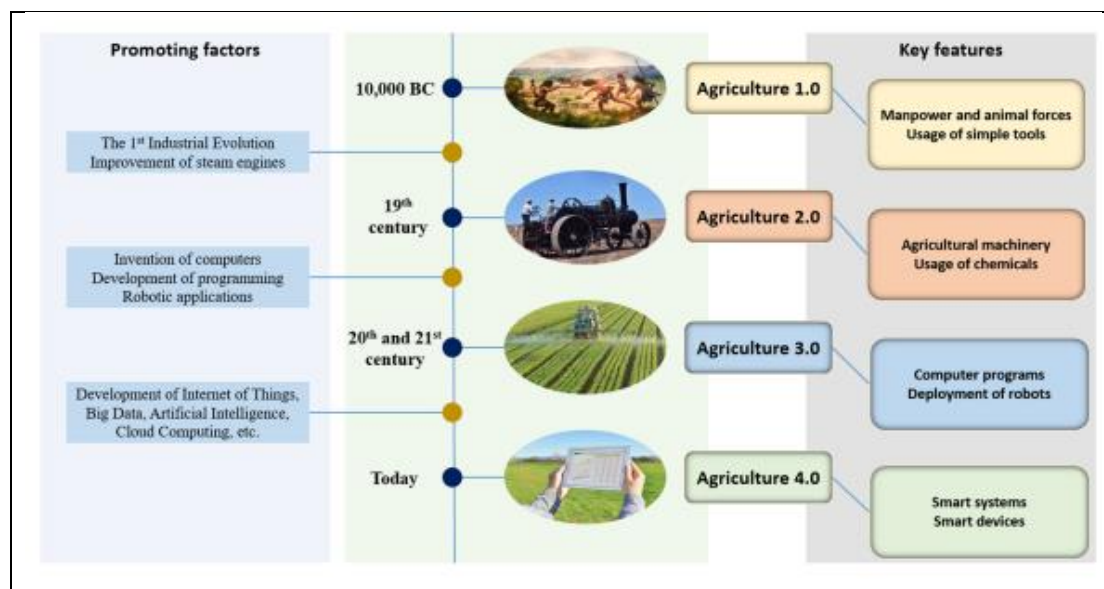 Promoting factors
Key features
10,000 BC
Agriculture 1.0
Manpower and animal forces
Usage of simple tools
The 1st Industrial Evolution
Improvement of steam engines
19th
century
Agriculture 2.0
Agricultural machinery
Usage of chemicals
Invention of computers
Development of programming
Robotic applications
20th and 21st
century
Agriculture 3.0
Computer programs
Deployment of robots
Development of Internet of Things,
Big Data, Artificial Intelligence,
Cloud Computing, etc.
Today
Agriculture 4.0
Smart systems
Smart devices